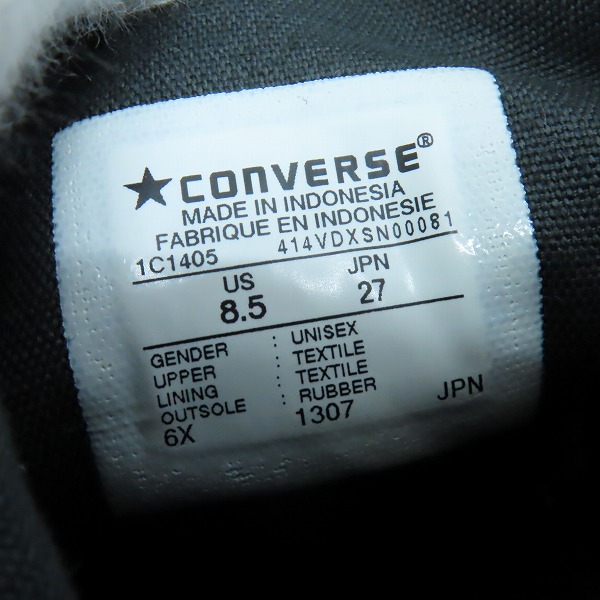 ★CONVERSE®
MADE IN INDONESIA
FABRIQUE EN INDONESIE
1C1405 414VDXSN00081
US JPN
8.5 27
GENDER : UNISEX
UPPER : TEXTILE
LINING : TEXTILE
OUTSOLE : RUBBER
6X 1307 JPN